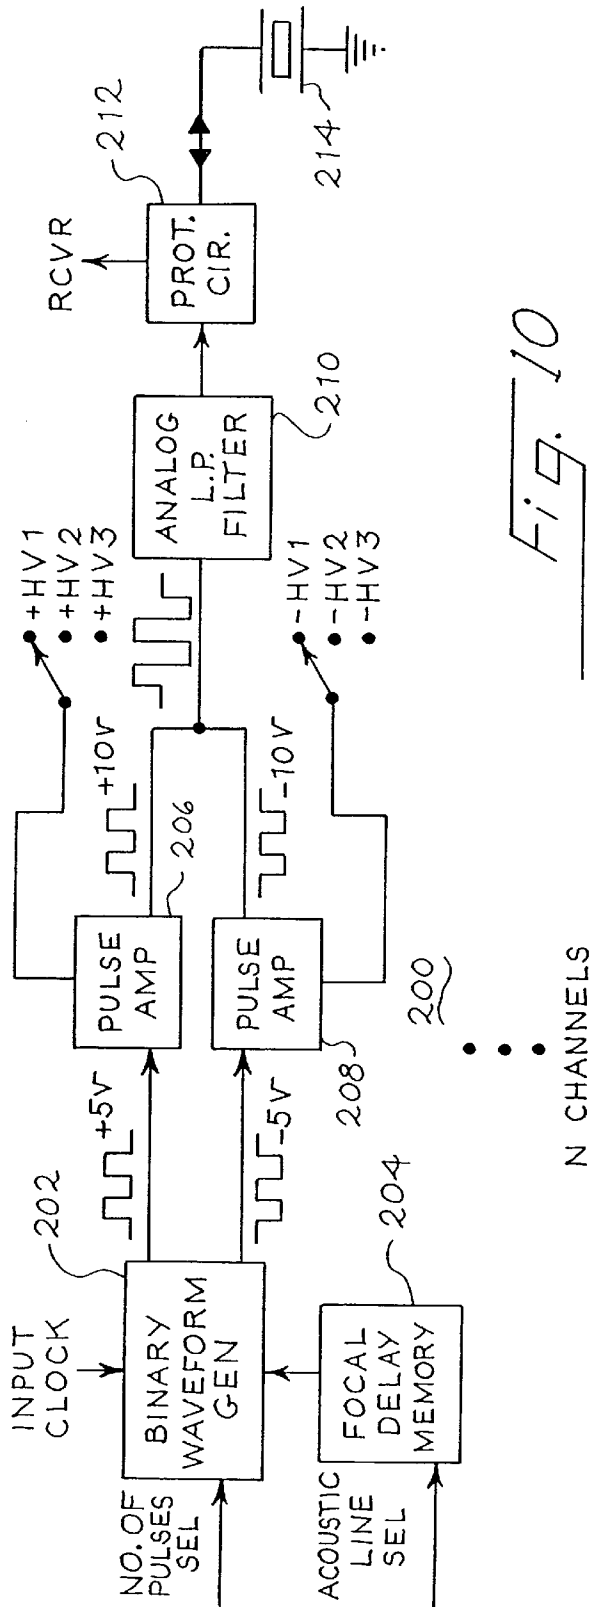 INPUT
CLOCK
NO. OF
PULSES
SEL
BINARY
WAVEFORM
GEN
202
ACOUSTIC
LINE
SEL
FOCAL
DELAY
MEMORY
204
+5V
-5V
PULSE
AMP
206
PULSE
AMP
208
+10V
-10V
+HV1
+HV2
+HV3
-HV1
-HV2
-HV3
ANALOG
L.P.
FILTER
210
RCVR
PROT.
CIR.
212
214
200
N CHANNELS
Fig. 10